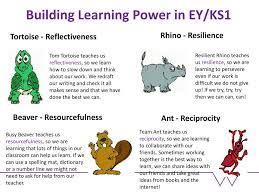 Building Learning Power in EY/KS1
Tortoise - Reflectiveness
Tom Tortoise teaches us
reflectiveness, so we learn
how to slow down and think
about our work. We redraft
our writing and check it all
makes sense and that we have
done the best we can.
Rhino - Resilience
Resilient Rhino teaches
us resilience, so we are
learning to persevere
even if your work is
difficult we do not give
up! If we try, try, try
then we can, can, can!
Beaver - Resourcefulness
Busy Beaver teaches us
resourcefulness, so we are
learning that lots of things in our
classroom can help us learn. If we
can use a spelling mat, dictionary
or a number line we might not
need to ask for help from our
teacher.
Ant - Reciprocity
Team Ant teaches us
reciprocity, so we are learning
to collaborate with our
friends. Sometimes working
together is the best way to
learn, we can share ideas with
our friends and take great
ideas from books and the
internet!